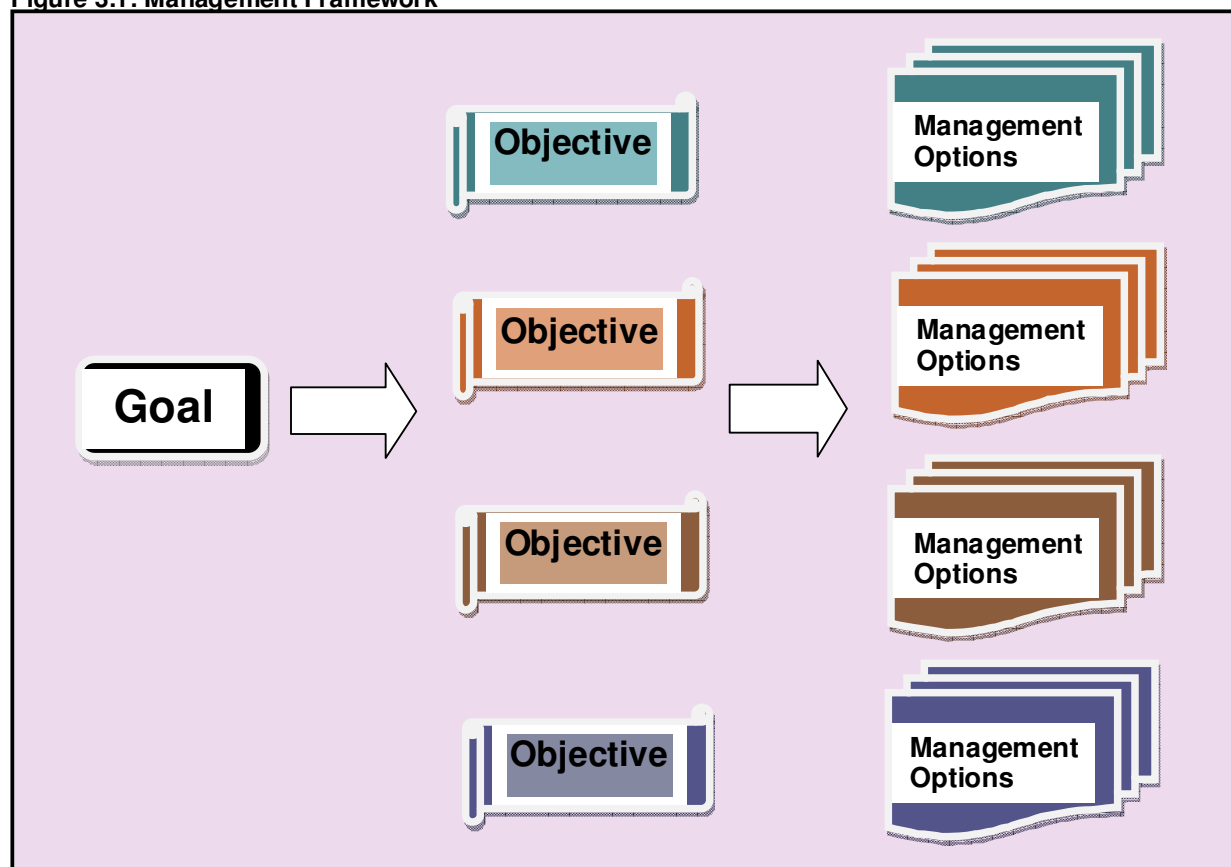 Figure 3.1: Management Framework
Objective
Management
Options
Objective
Management
Options
Goal
Objective
Management
Options
Objective
Management
Options